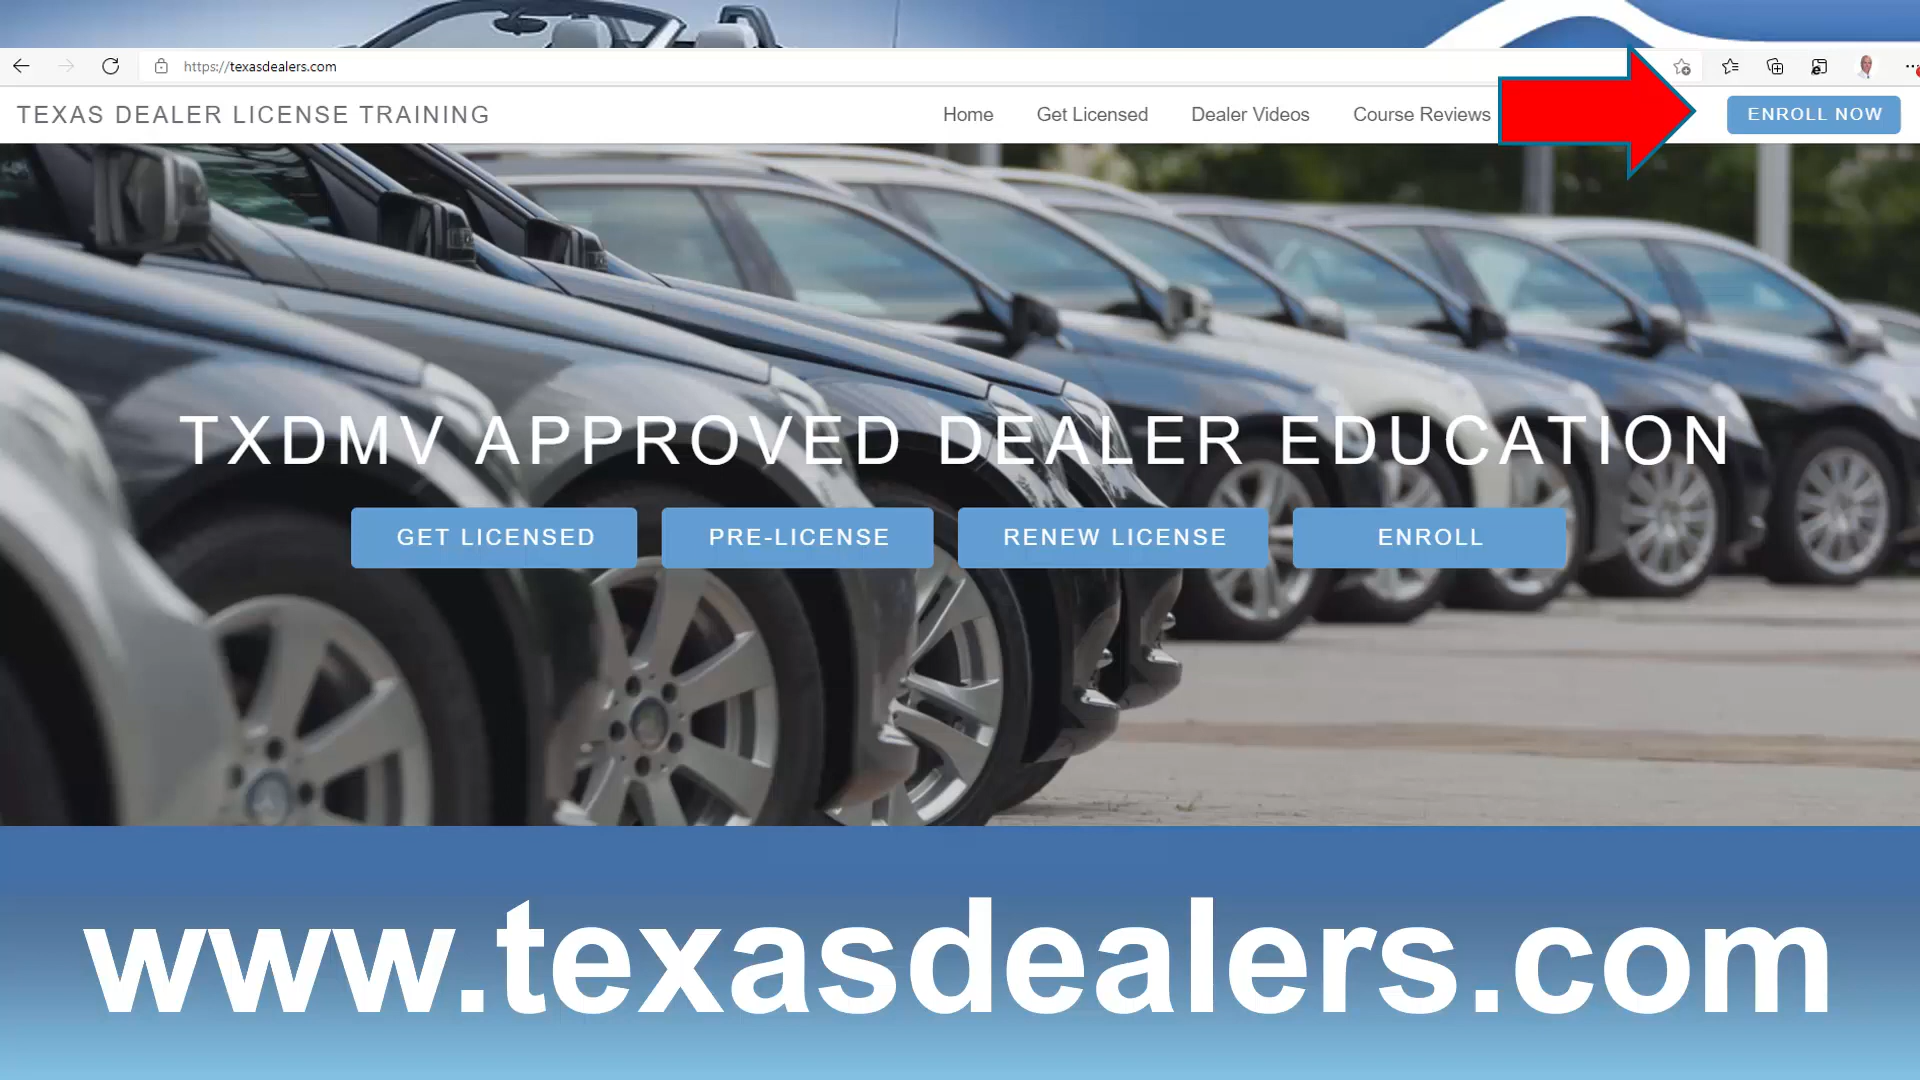 https://texasdealers.com
TEXAS DEALER LICENSE TRAINING
Home Get Licensed Dealer Videos Course Reviews ENROLL NOW
TXDMV APPROVED DEALER EDUCATION
GET LICENSED PRE-LICENSE RENEW LICENSE ENROLL
www.texasdealers.com